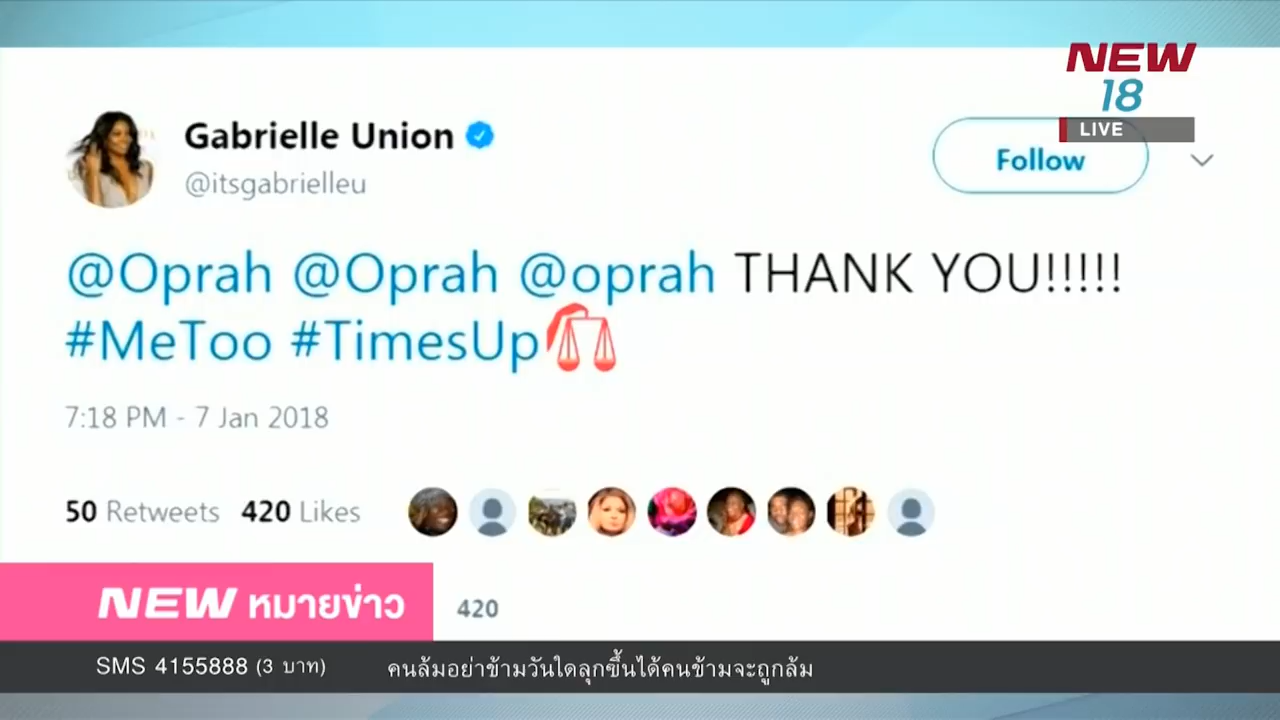 NEW
18
LIVE
Gabrielle Union
@itsgabrielleu
Follow
@Oprah @Oprah @oprah THANK YOU!!!!!
#MeToo #TimesUp
7:18 PM - 7 Jan 2018
50 Retweets 420 Likes
420
NEW หมายข่าว
SMS 4155888 (3 บาท) คนล้มอย่าข้ามวันใดลุกขึ้นได้คนข้ามจะถูกล้ม